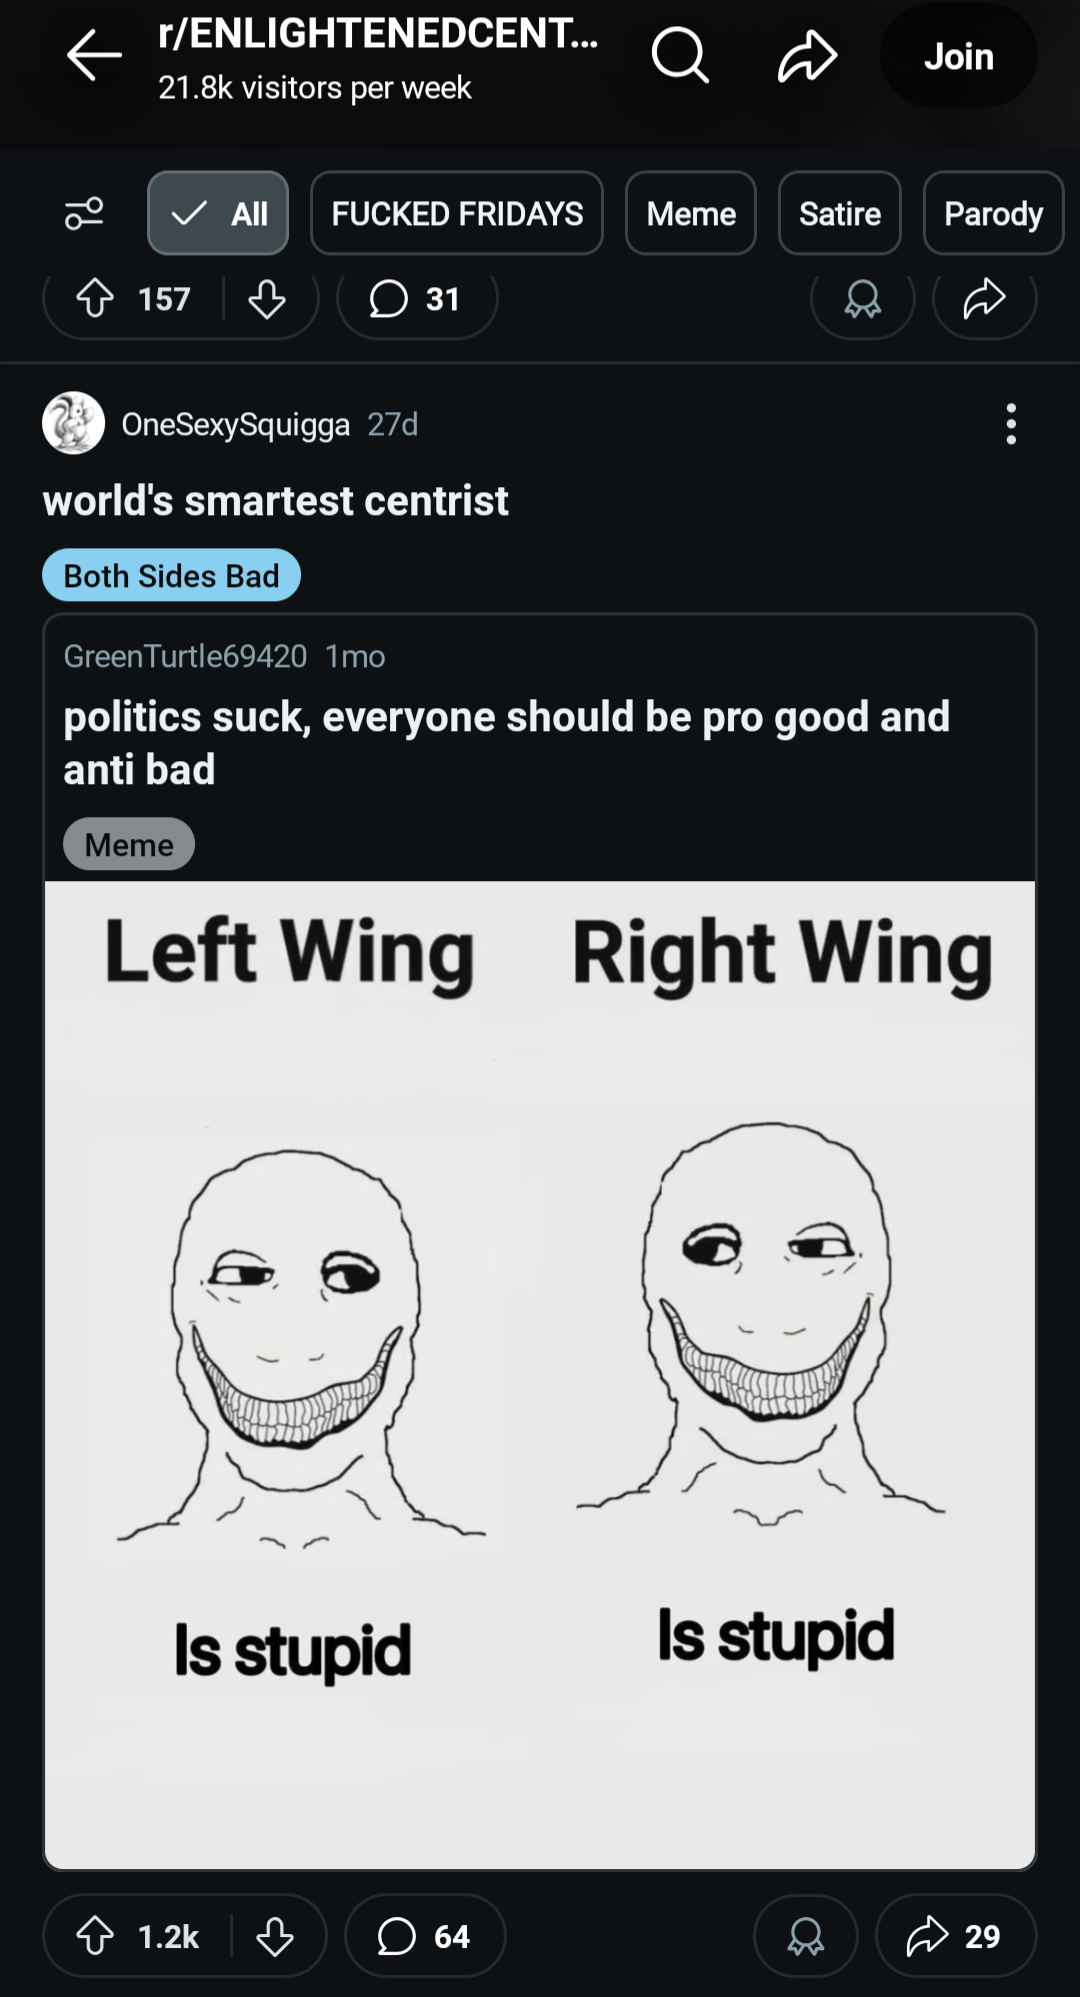 r/ENLIGHTENEDCENT...
21.8k visitors per week
Join
All
FUCKED FRIDAYS
Meme
Satire
Parody
157
31
OneSexySquigga 27d
world's smartest centrist
Both Sides Bad
GreenTurtle69420 1mo
politics suck, everyone should be pro good and
anti bad
Meme
Left Wing
Right Wing
Is stupid
Is stupid
1.2k
64
29